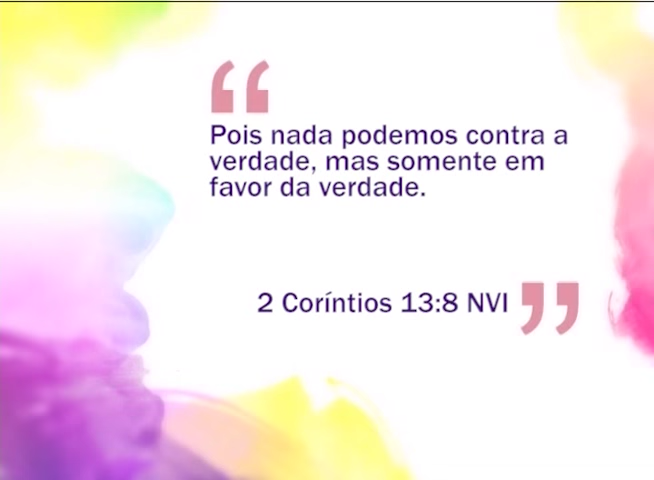 “
Pois nada podemos contra a
verdade, mas somente em
favor da verdade.
2 Coríntios 13:8 NVI ”